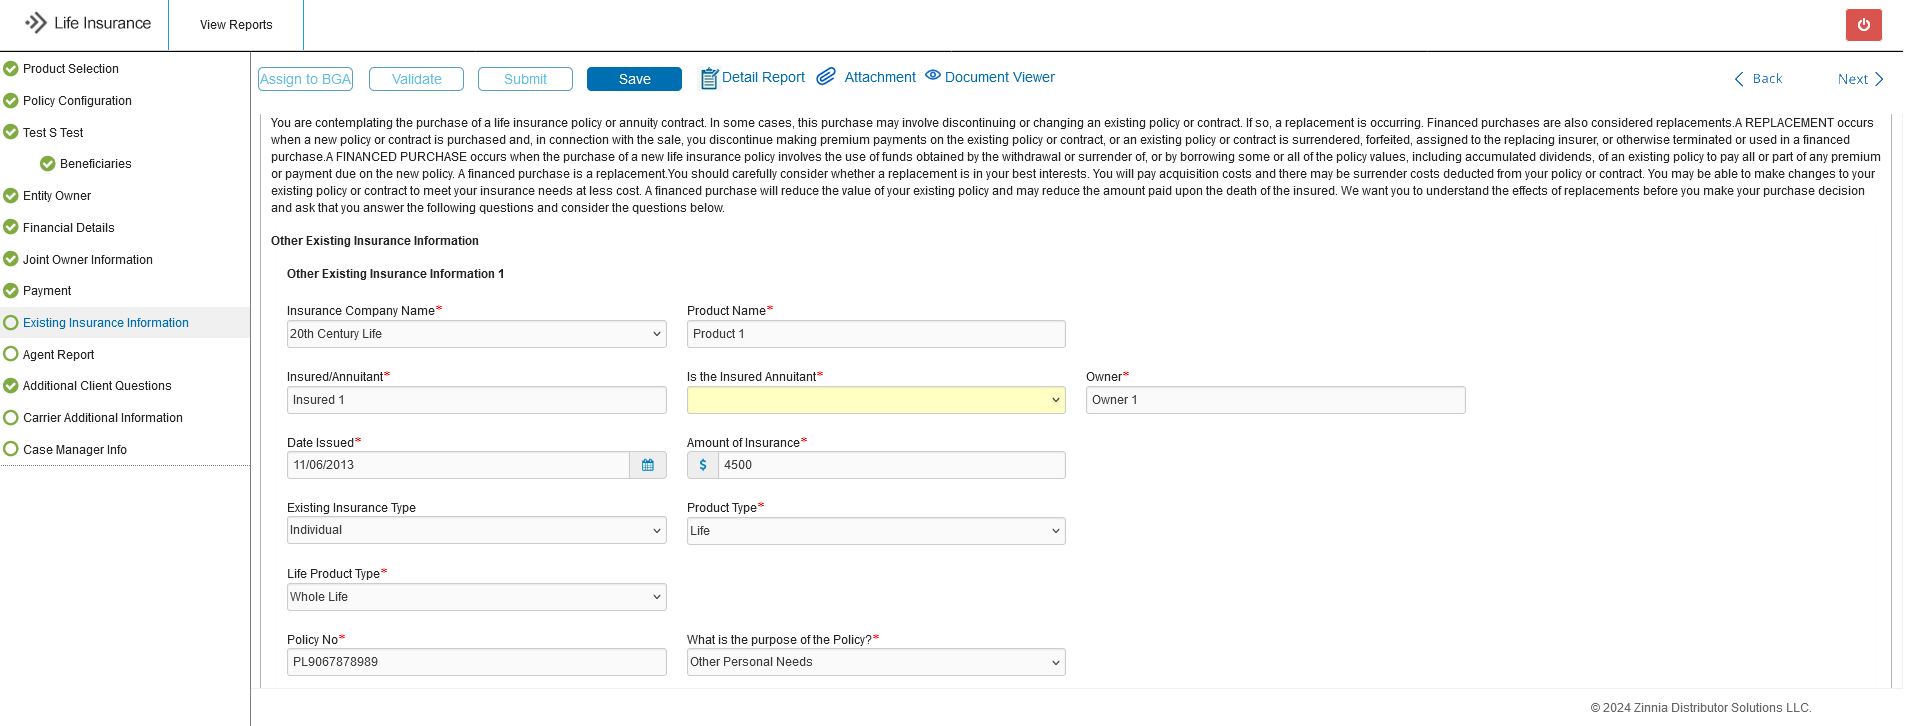 Life Insurance
View Reports
Product Selection
Policy Configuration
Test S Test
Beneficiaries
Entity Owner
Financial Details
Joint Owner Information
Payment
Existing Insurance Information
Agent Report
Additional Client Questions
Carrier Additional Information
Case Manager Info
Assign to BGA
Validate
Submit
Save
Detail Report
Attachment
Document Viewer
Back
Next
You are contemplating the purchase of a life insurance policy or annuity contract. In some cases, this purchase may involve discontinuing or changing an existing policy or contract. If so, a replacement is occurring. Financed purchases are also considered replacements.A REPLACEMENT occurs
when a new policy or contract is purchased and, in connection with the sale, you discontinue making premium payments on the existing policy or contract, or an existing policy or contract is surrendered, forfeited, assigned to the replacing insurer, or otherwise terminated or used in a financed
purchase.A FINANCED PURCHASE occurs when the purchase of a new life insurance policy involves the use of funds obtained by the withdrawal or surrender of, or by borrowing some or all of the policy values, including accumulated dividends, of an existing policy to pay all or part of any premium
or payment due on the new policy. A financed purchase is a replacement.You should carefully consider whether a replacement is in your best interests. You will pay acquisition costs and there may be surrender costs deducted from your policy or contract. You may be able to make changes to your
existing policy or contract to meet your insurance needs at less cost. A financed purchase will reduce the value of your existing policy and may reduce the amount paid upon the death of the insured. We want you to understand the effects of replacements before you make your purchase decision
and ask that you answer the following questions and consider the questions below.
Other Existing Insurance Information
Other Existing Insurance Information 1
Insurance Company Name*
Product Name*
20th Century Life
Product 1
Insured/Annuitant*
Is the Insured Annuitant*
Owner*
Insured 1
Owner 1
Date Issued*
Amount of Insurance*
11/06/2013
$ 4500
Existing Insurance Type
Product Type*
Individual
Life
Life Product Type*
Whole Life
Policy No*
What is the purpose of the Policy?*
PL9067878989
Other Personal Needs
© 2024 Zinnia Distributor Solutions LLC.